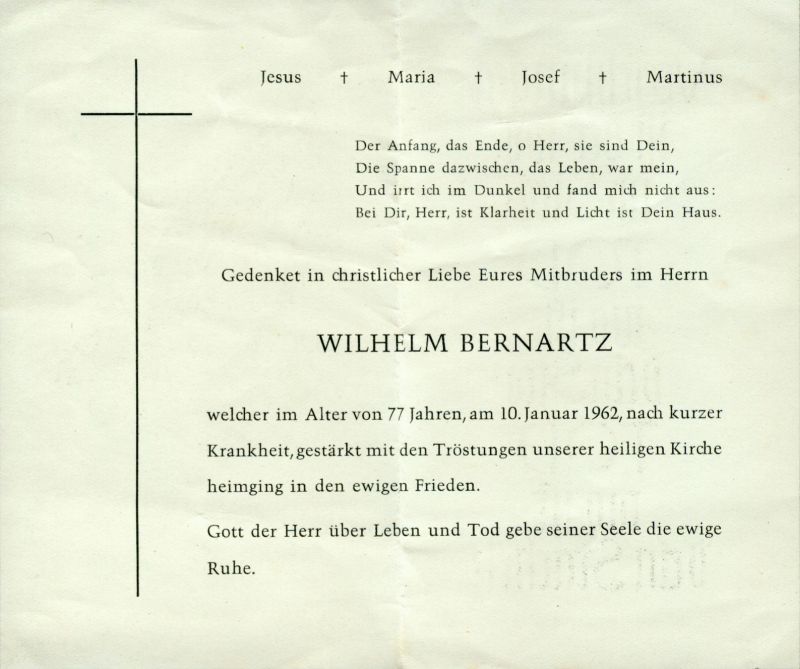 Jesus † Maria † Josef † Martinus
Der Anfang, das Ende, o Herr, sie sind Dein,
Die Spanne dazwischen, das Leben, war mein,
Und irrt ich im Dunkel und fand mich nicht aus:
Bei Dir, Herr, ist Klarheit und Licht ist Dein Haus.
Gedenket in christlicher Liebe Eures Mitbruders im Herrn
WILHELM BERNARTZ
welcher im Alter von 77 Jahren, am 10. Januar 1962, nach kurzer
Krankheit, gestärkt mit den Tröstungen unserer heiligen Kirche
heimging in den ewigen Frieden.
Gott der Herr über Leben und Tod gebe seiner Seele die ewige
Ruhe.